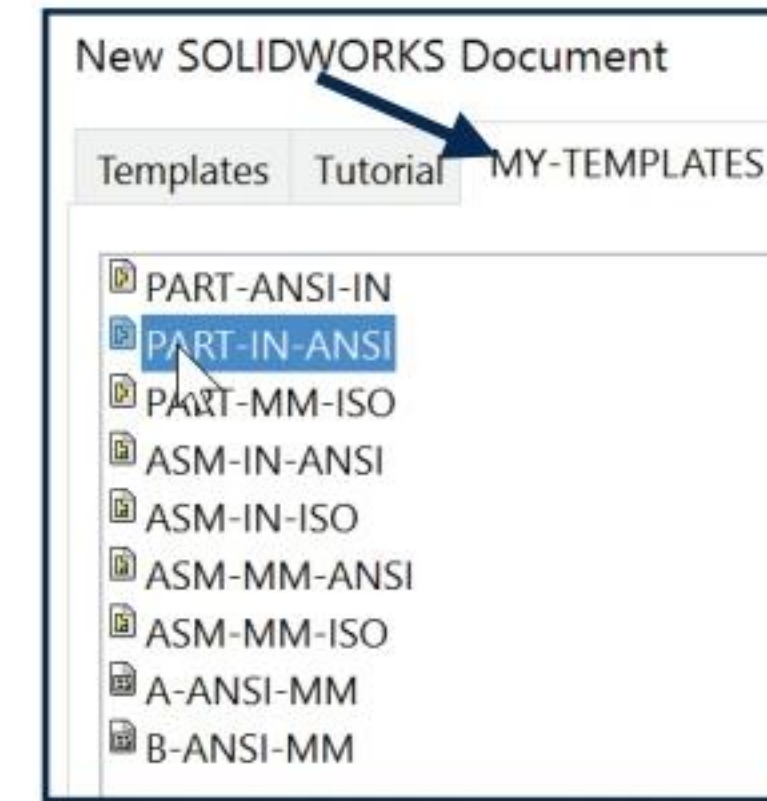 New SOLIDWORKS Document
Templates Tutorial MY-TEMPLATES
PART-ANSI-IN
PART-IN-ANSI
PART-MM-ISO
ASM-IN-ANSI
ASM-IN-ISO
ASM-MM-ANSI
ASM-MM-ISO
A-ANSI-MM
B-ANSI-MM